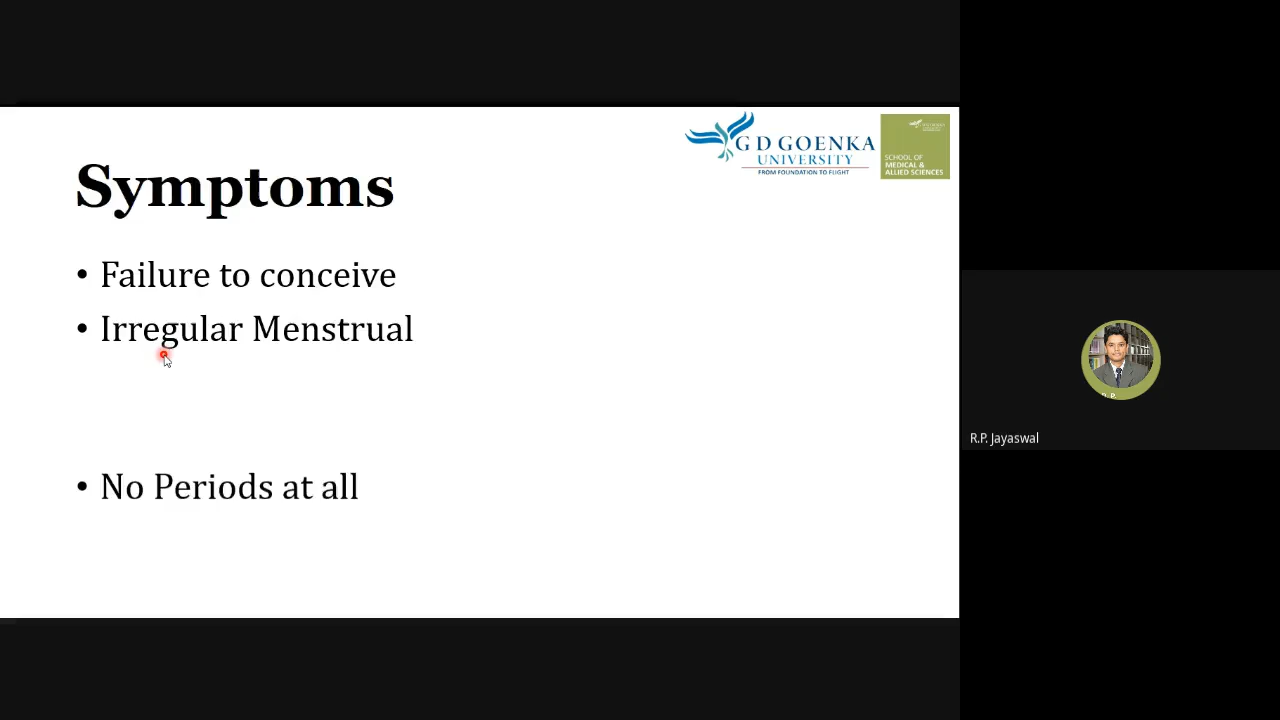 G D GOENKA
UNIVERSITY
FROM FOUNDATION TO FLIGHT
SCHOOL OF
MEDICAL &
ALLIED SCIENCES
Symptoms
• Failure to conceive
• Irregular Menstrual
• No Periods at all
R.P. Jayaswal